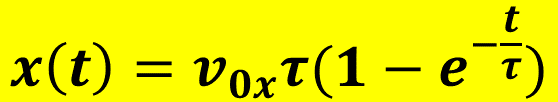 x(t) = v₀ₓτ(1 − e^(−t/τ))